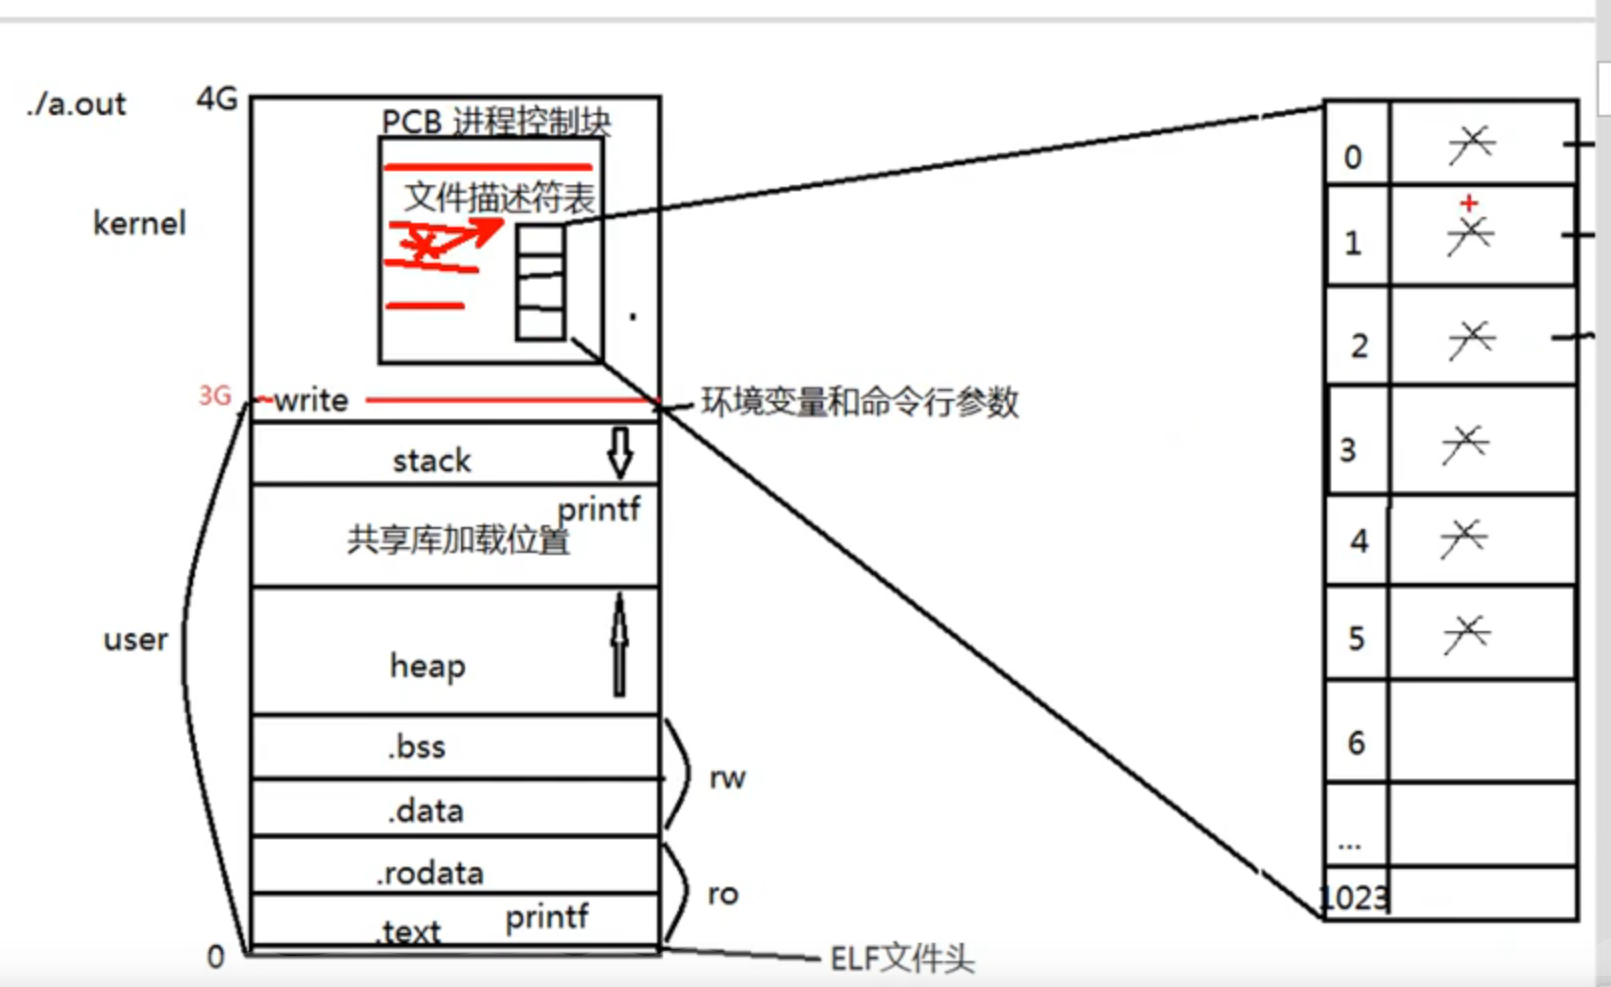 ./a.out
4G
PCB 进程控制块
文件描述符表
kernel
3G
write
环境变量和命令行参数
stack
printf
共享库加载位置
user
heap
.bss
rw
.data
.rodata
ro
printf
.text
0
ELF文件头
0
1
2
3
4
5
6
...
1023